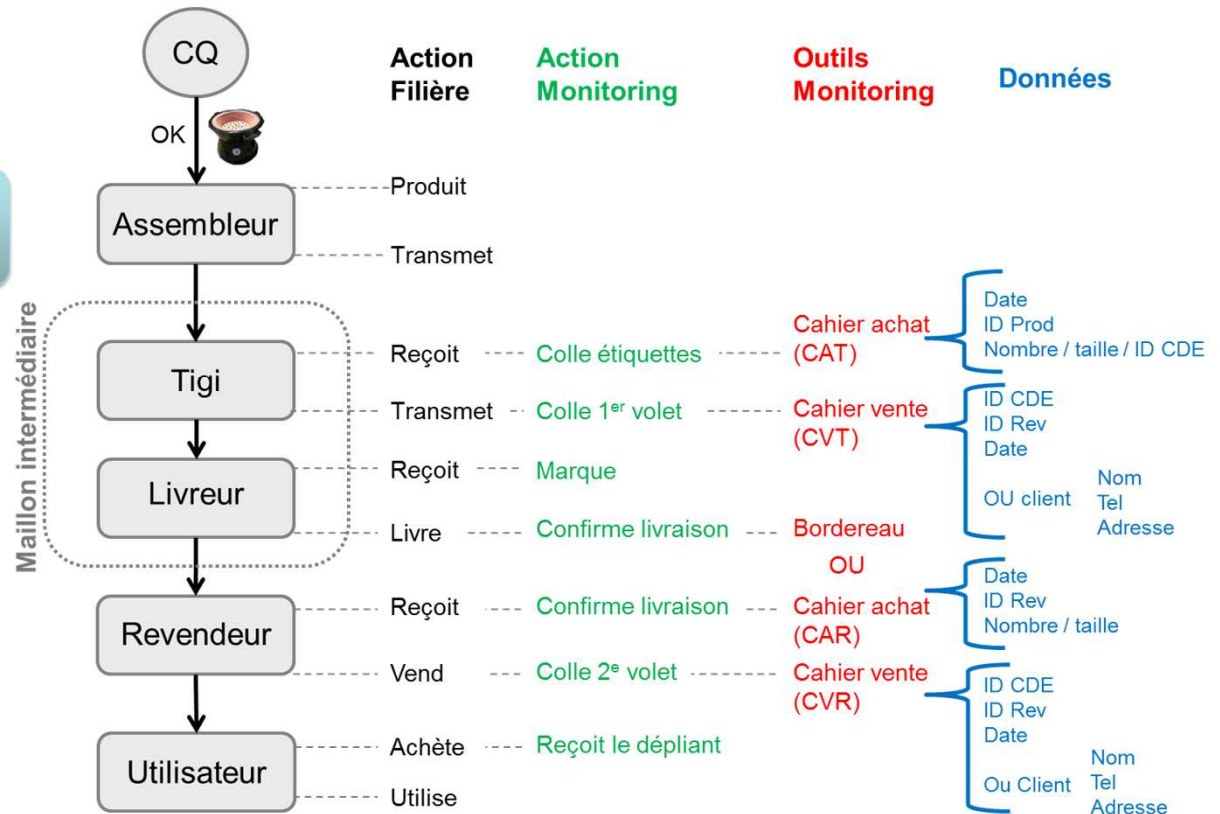 CQ
Action
Filière
Action
Monitoring
Outils
Monitoring
Données
OK
Produit
Assembleur
Transmet
Maillon intermédiaire
Tigi
Reçoit
Colle étiquettes
Cahier achat
(CAT)
Date
ID Prod
Nombre / taille / ID CDE
Transmet
Colle 1er volet
Cahier vente
(CVT)
ID CDE
ID Rev
Date
OU client
Nom
Tel
Adresse
Livreur
Reçoit
Marque
Livre
Confirme livraison
Bordereau
OU
Revendeur
Reçoit
Confirme livraison
Cahier achat
(CAR)
Date
ID Rev
Nombre / taille
Vend
Colle 2e volet
Cahier vente
(CVR)
ID CDE
ID Rev
Date
Ou Client
Nom
Tel
Adresse
Utilisateur
Achète
Reçoit le dépliant
Utilise